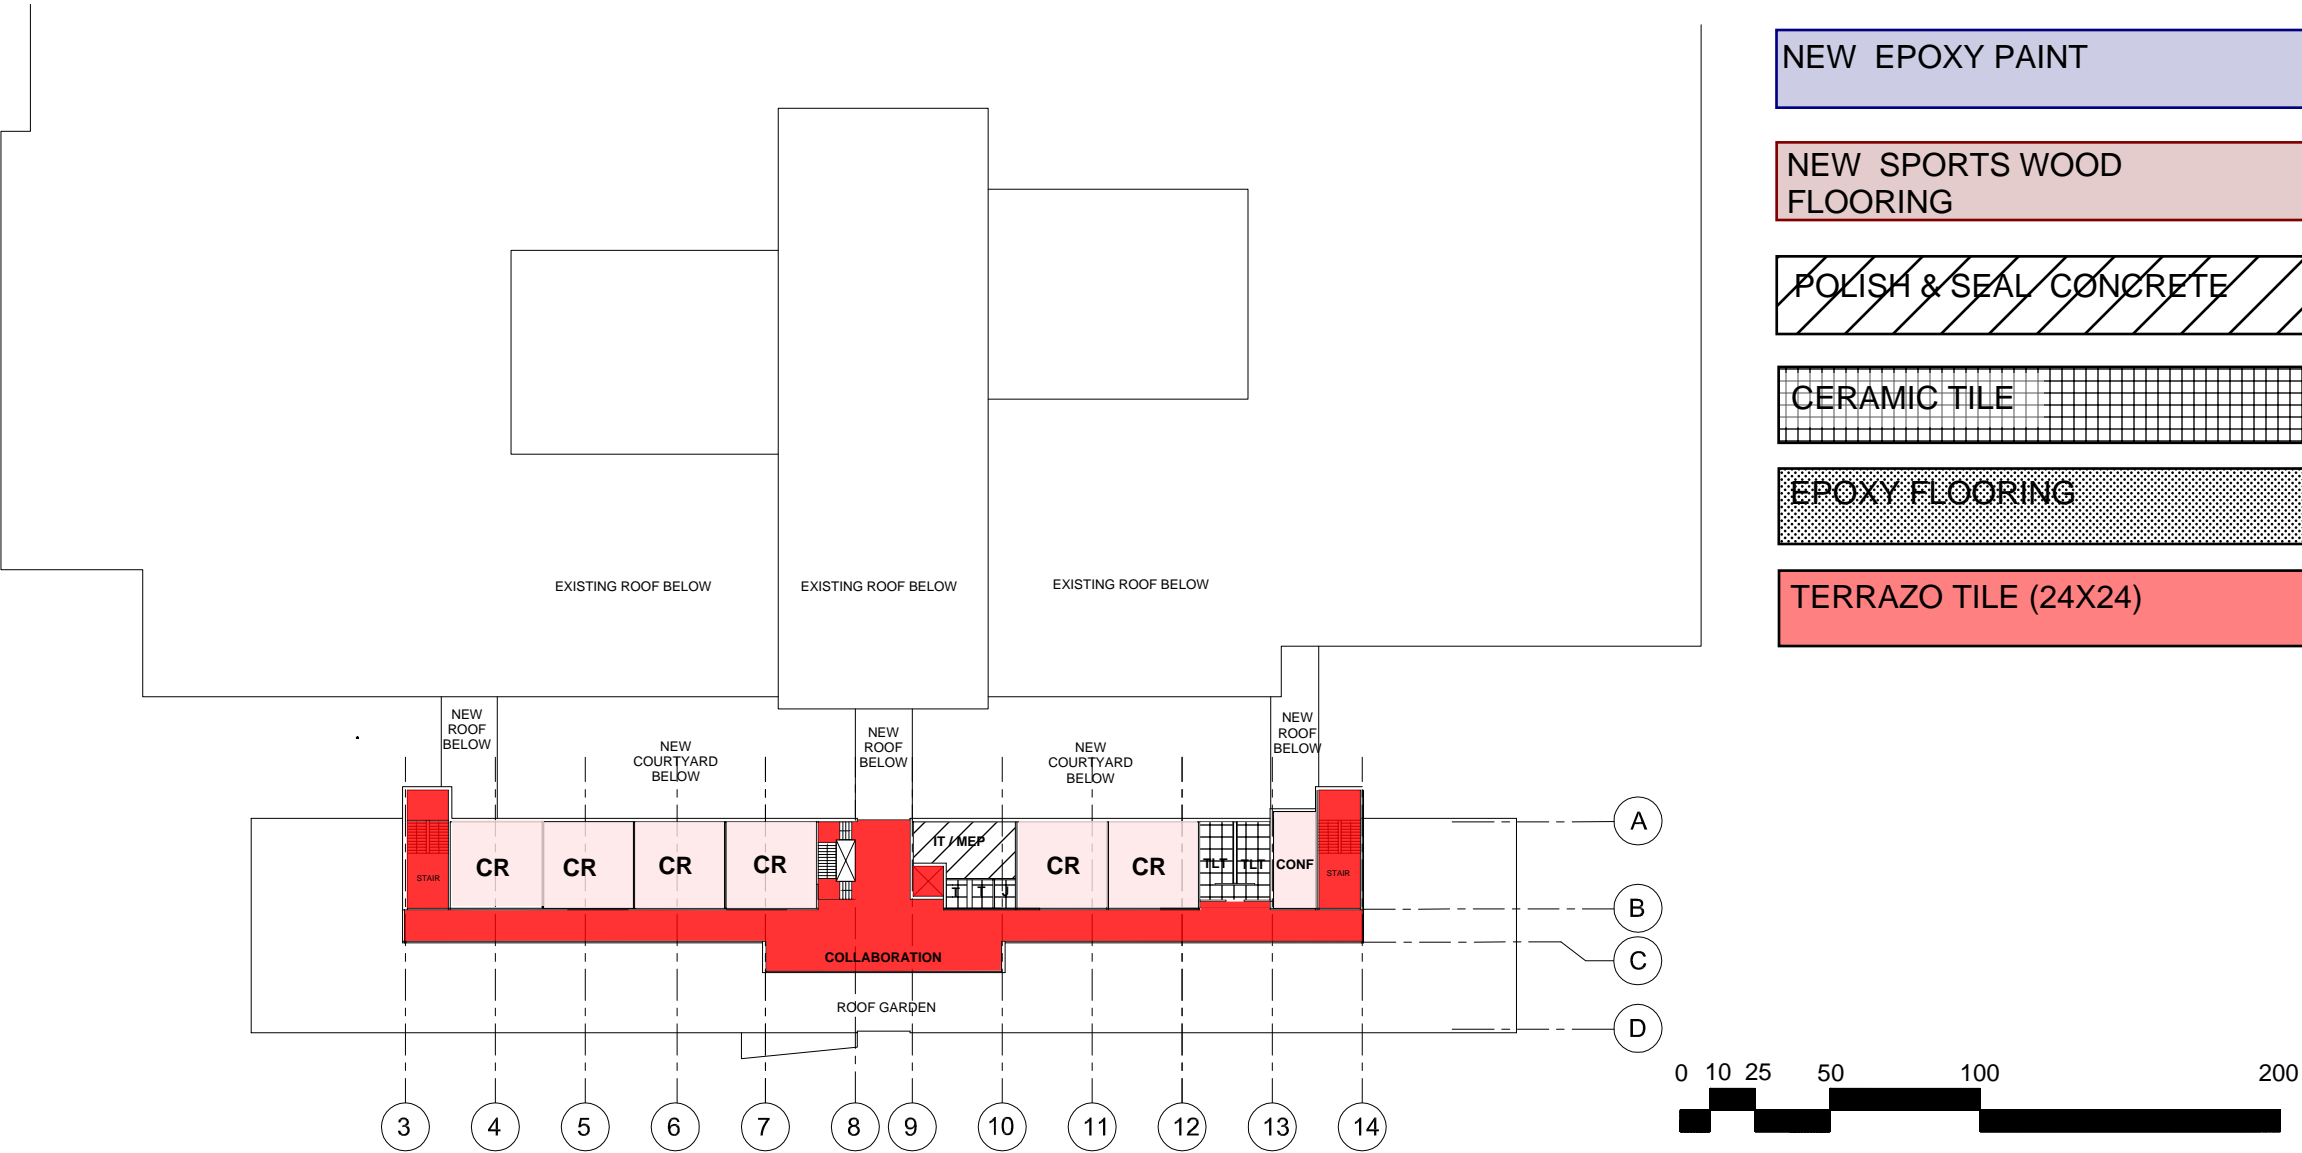 NEW EPOXY PAINT
NEW SPORTS WOOD
FLOORING
POLISH & SEAL CONCRETE
CERAMIC TILE
EPOXY FLOORING
TERRAZO TILE (24X24)
EXISTING ROOF BELOW
EXISTING ROOF BELOW
EXISTING ROOF BELOW
NEW
ROOF
BELOW
NEW
COURTYARD
BELOW
NEW
ROOF
BELOW
NEW
COURTYARD
BELOW
NEW
ROOF
BELOW
STAIR
CR
CR
CR
CR
IT / MEP
T
T
J
CR
CR
TLT
TLT
CONF
STAIR
COLLABORATION
ROOF GARDEN
A
B
C
D
3
4
5
6
7
8
9
10
11
12
13
14
0 10 25 50 100 200